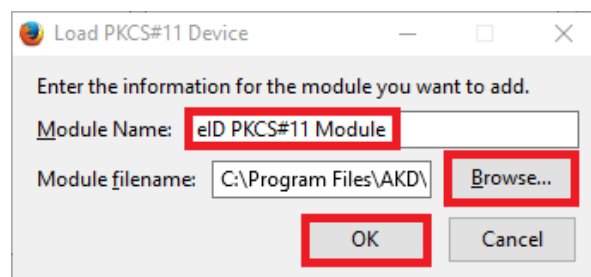 Load PKCS#11 Device
Enter the information for the module you want to add.
Module Name: eID PKCS#11 Module
Module filename: C:\Program Files\AKD\ Browse...
OK Cancel